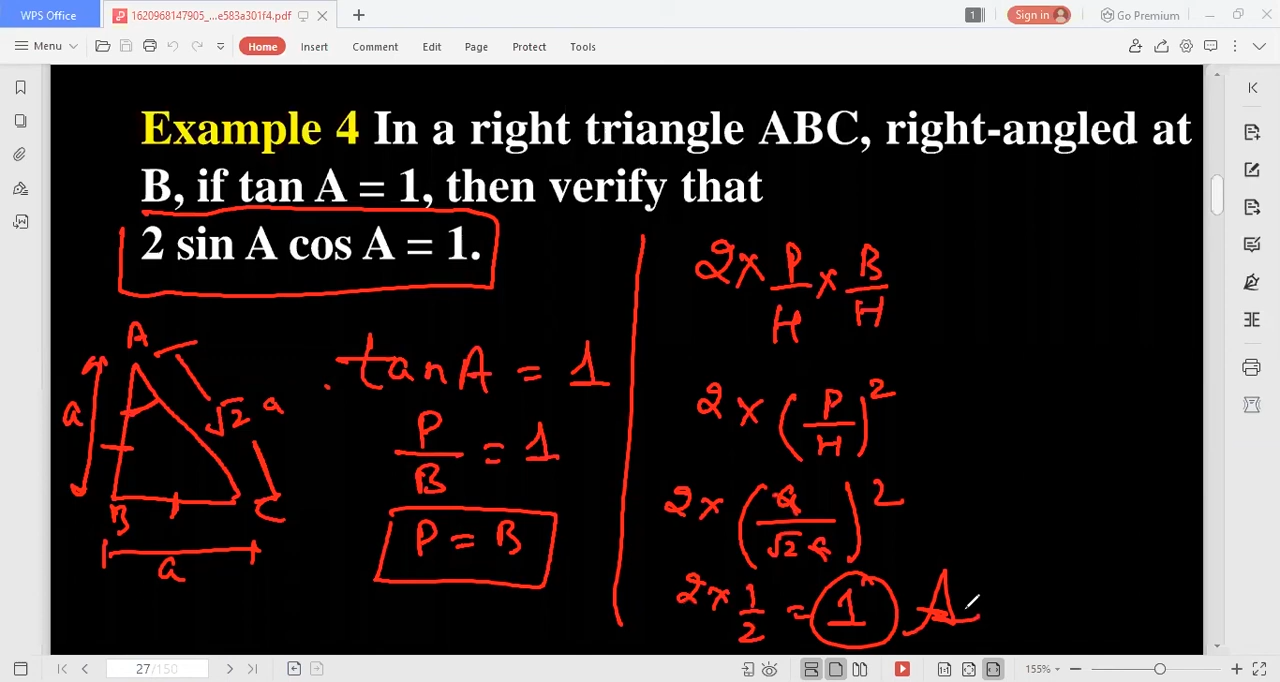 WPS Office
1620968147905_...e583a301f4.pdf
1
Sign in
Go Premium
Menu
Home
Insert
Comment
Edit
Page
Protect
Tools
Example 4 In a right triangle ABC, right-angled at
B, if tan A = 1, then verify that
2 sin A cos A = 1.
A
a
√2 a
B
C
a
tan A = 1
P/B = 1
P = B
2 × P/H × B/H
2 × (P/H)²
2 × (a/√2 a)²
2 × 1/2 = 1
A
27/150
155%